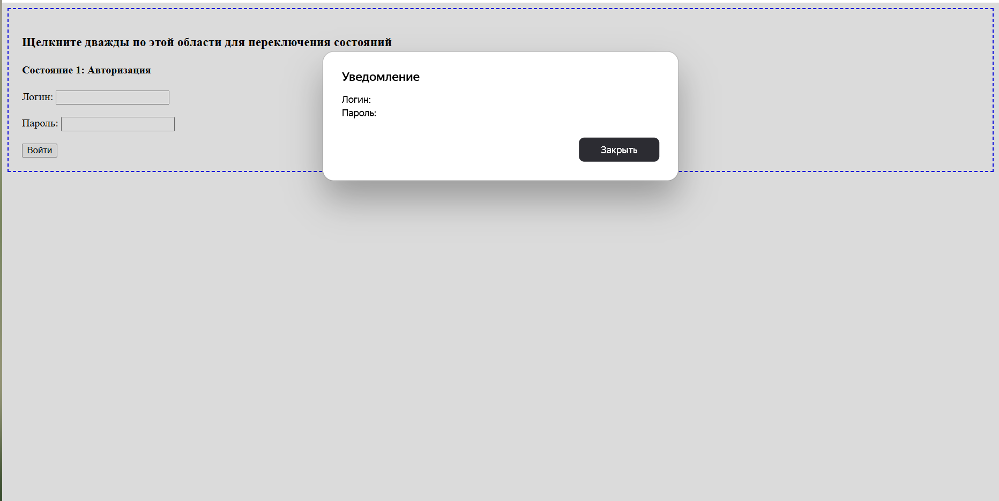 Щелкните дважды по этой области для переключения состояний
Состояние 1: Авторизация
Логин:
Пароль:
Войти
Уведомление
Логин:
Пароль:
Закрыть